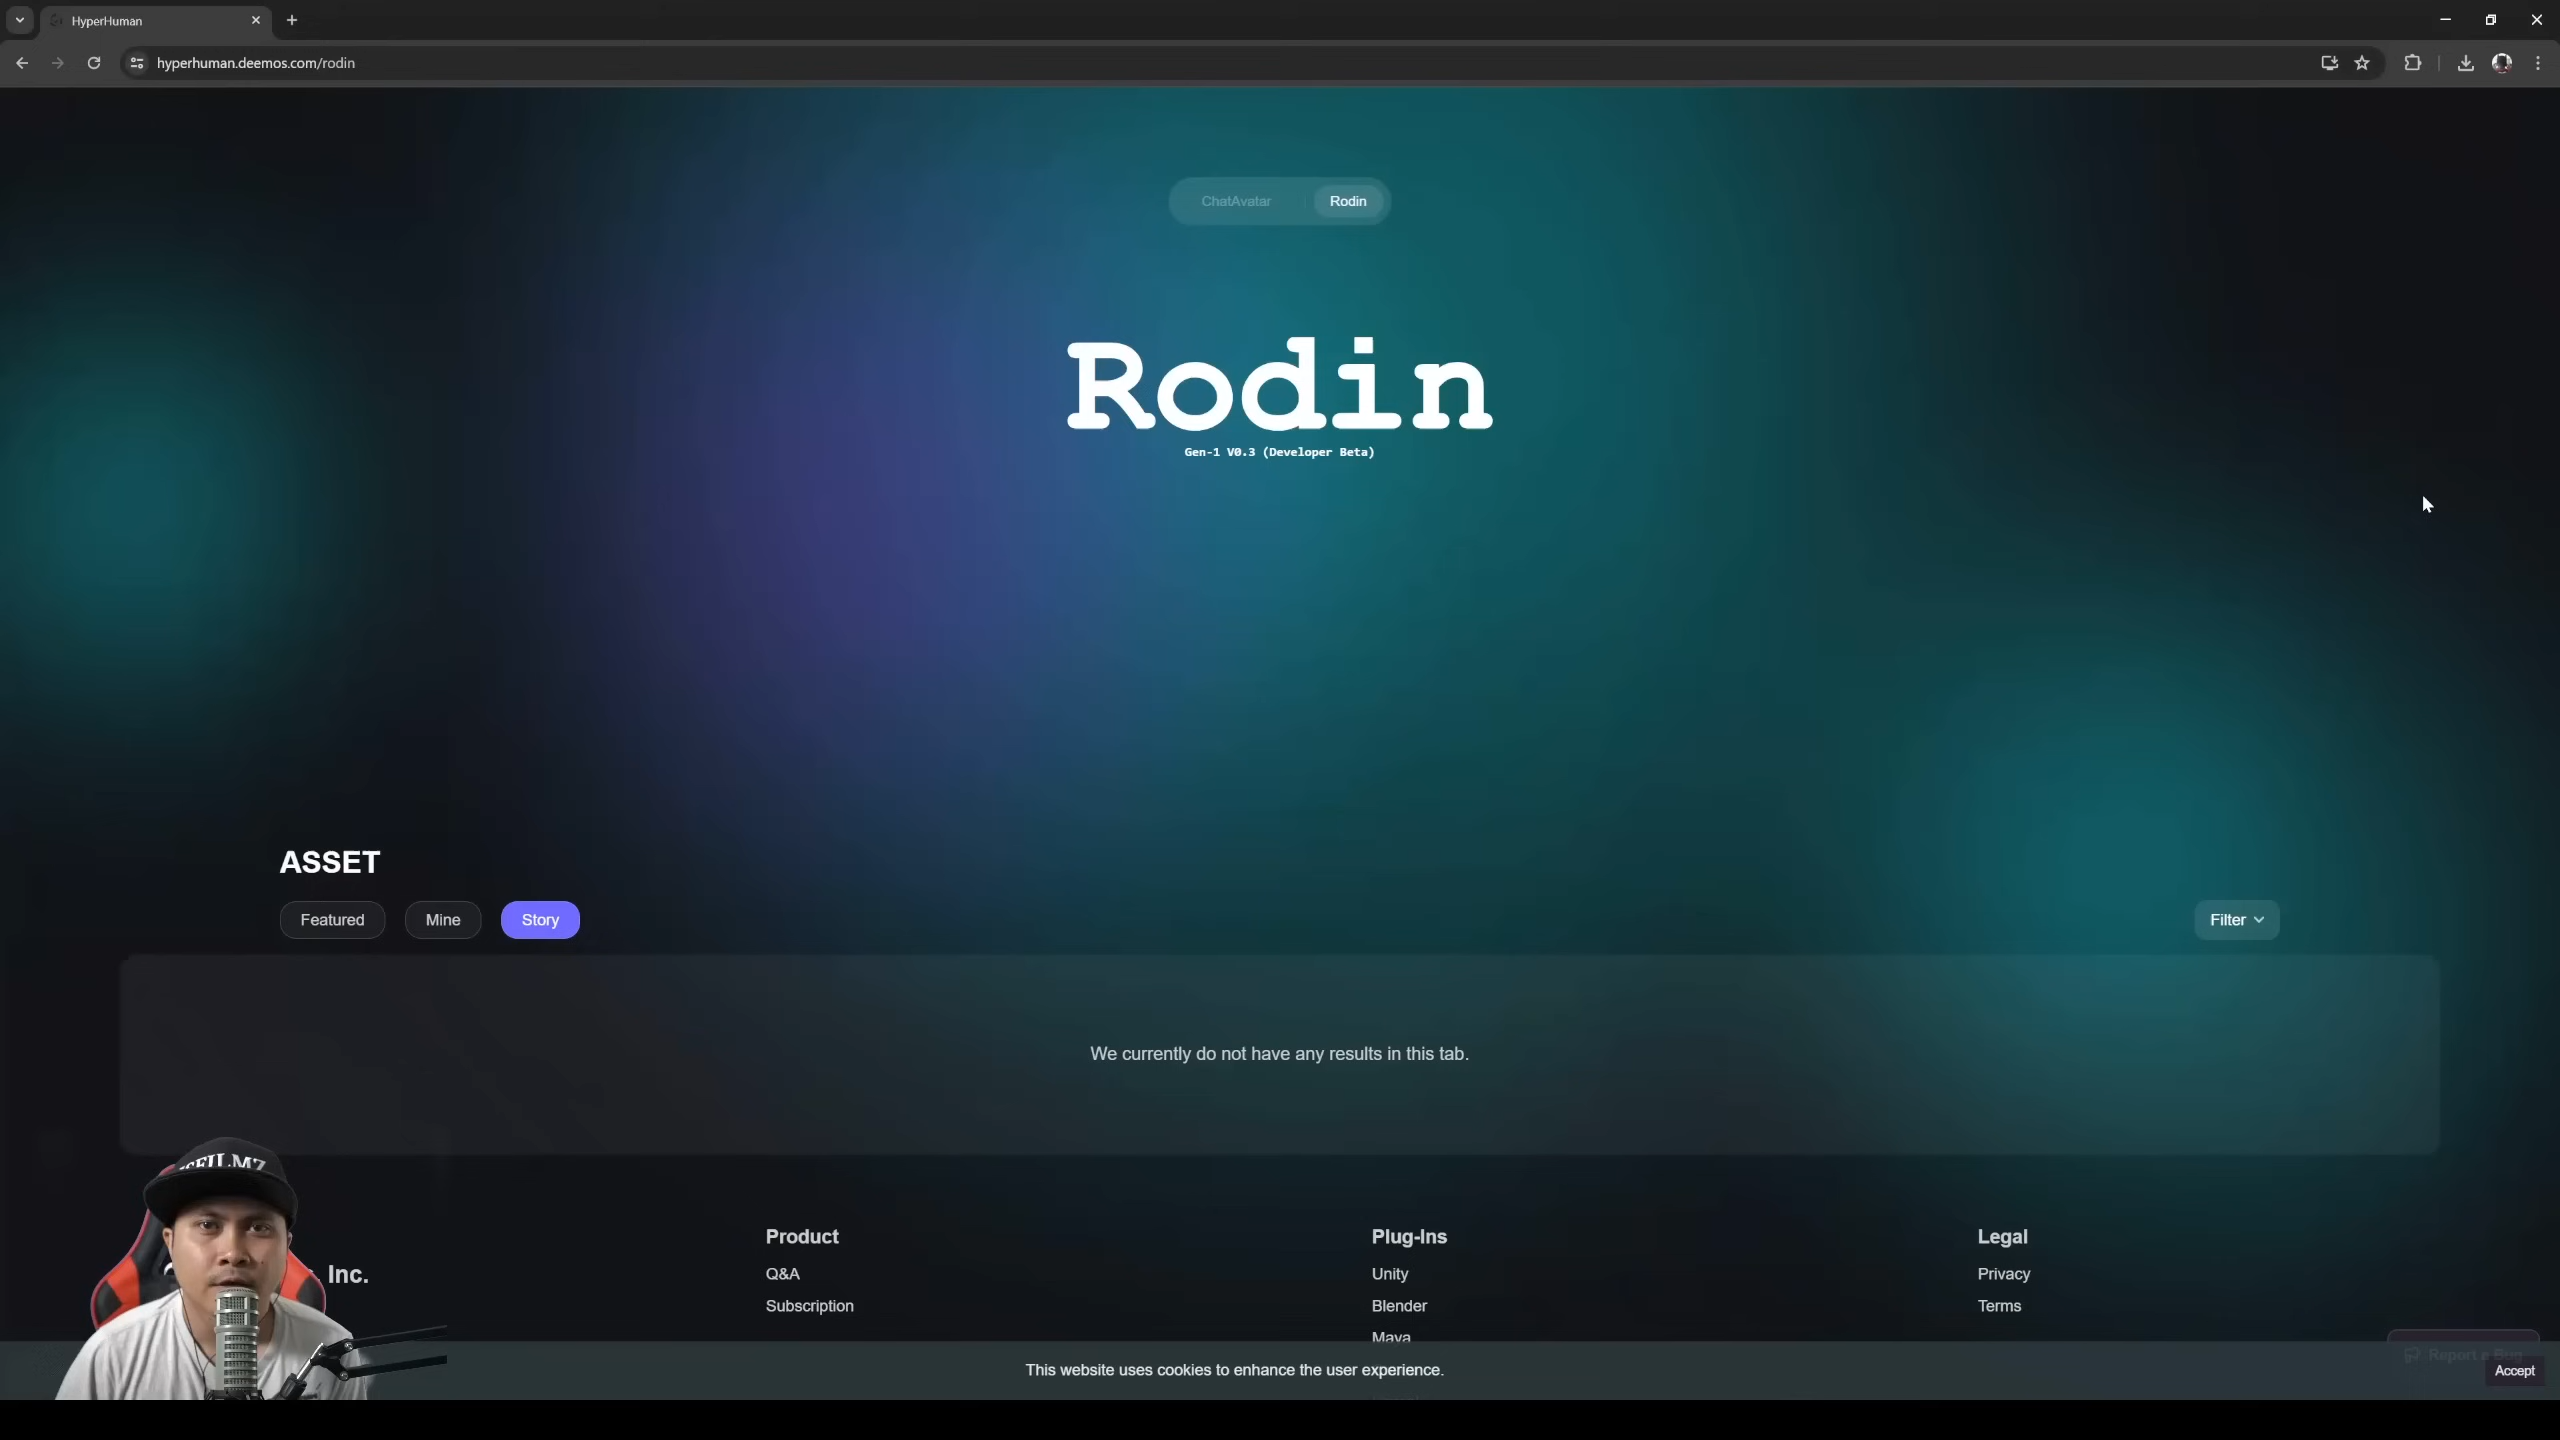 HyperHuman
hyperhuman.deemos.com/rodin
ChatAvatar
Rodin
Rodin
Gen-1 V0.3 (Developer Beta)
ASSET
Featured
Mine
Story
Filter
We currently do not have any results in this tab.
Inc.
Product
Q&A
Subscription
Plug-Ins
Unity
Blender
Maya
Legal
Privacy
Terms
Report a Bug
This website uses cookies to enhance the user experience.
Accept